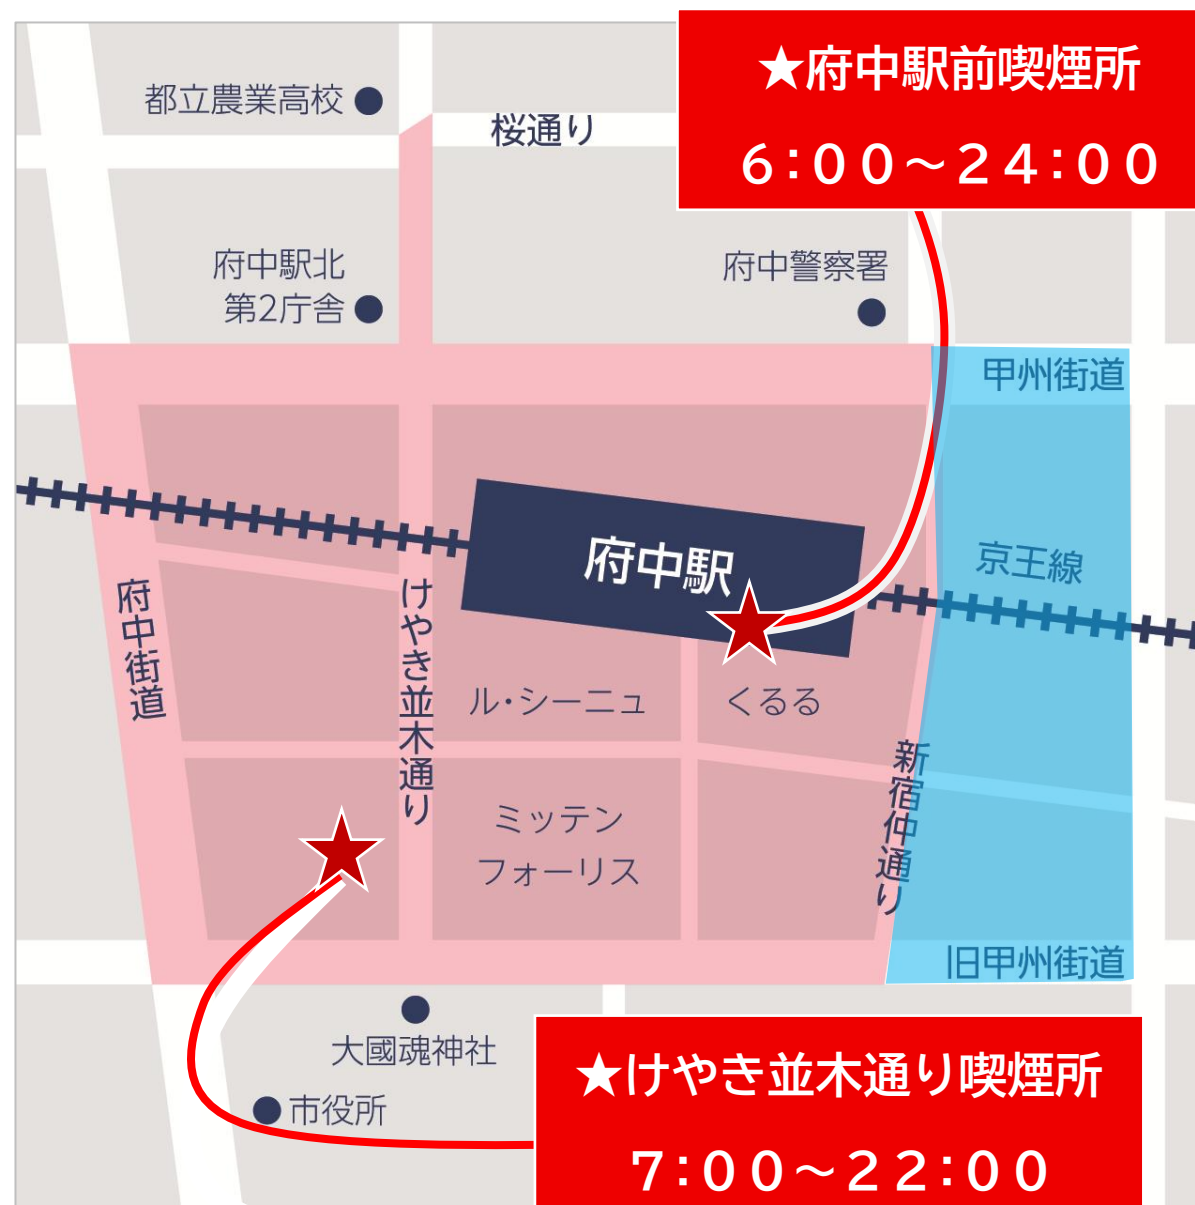 ★府中駅前喫煙所
6:00～24:00
都立農業高校
桜通り
府中駅北
第2庁舎
府中警察署
甲州街道
府中駅
京王線
府中街道
けやき並木通り
ル・シーニュ
くるる
新宿仲通り
ミッテン
フォーリス
旧甲州街道
大國魂神社
市役所
★けやき並木通り喫煙所
7:00～22:00